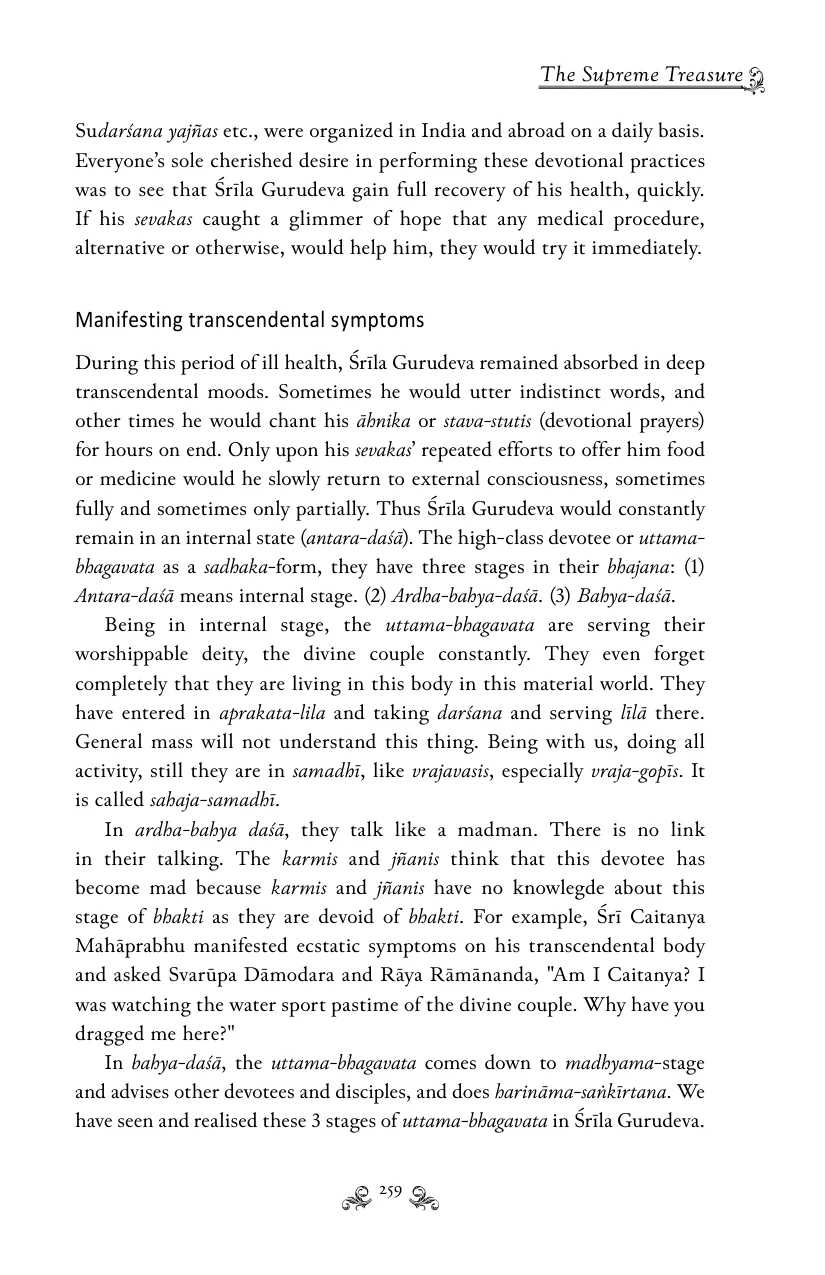 The Supreme Treasure
Sudarśana yajñas etc., were organized in India and abroad on a daily basis.
Everyone’s sole cherished desire in performing these devotional practices
was to see that Śrīla Gurudeva gain full recovery of his health, quickly.
If his sevakas caught a glimmer of hope that any medical procedure,
alternative or otherwise, would help him, they would try it immediately.
Manifesting transcendental symptoms
During this period of ill health, Śrīla Gurudeva remained absorbed in deep
transcendental moods. Sometimes he would utter indistinct words, and
other times he would chant his āhnika or stava-stutis (devotional prayers)
for hours on end. Only upon his sevakas’ repeated efforts to offer him food
or medicine would he slowly return to external consciousness, sometimes
fully and sometimes only partially. Thus Śrīla Gurudeva would constantly
remain in an internal state (antara-daśā). The high-class devotee or uttama-
bhagavata as a sadhaka-form, they have three stages in their bhajana: (1)
Antara-daśā means internal stage. (2) Ardha-bahya-daśā. (3) Bahya-daśā.
Being in internal stage, the uttama-bhagavata are serving their
worshippable deity, the divine couple constantly. They even forget
completely that they are living in this body in this material world. They
have entered in aprakata-lila and taking darśana and serving līlā there.
General mass will not understand this thing. Being with us, doing all
activity, still they are in samadhī, like vrajavasis, especially vraja-gopīs. It
is called sahaja-samadhī.
In ardha-bahya daśā, they talk like a madman. There is no link
in their talking. The karmis and jñanis think that this devotee has
become mad because karmis and jñanis have no knowlegde about this
stage of bhakti as they are devoid of bhakti. For example, Śrī Caitanya
Mahāprabhu manifested ecstatic symptoms on his transcendental body
and asked Svarūpa Dāmodara and Rāya Rāmānanda, "Am I Caitanya? I
was watching the water sport pastime of the divine couple. Why have you
dragged me here?"
In bahya-daśā, the uttama-bhagavata comes down to madhyama-stage
and advises other devotees and disciples, and does harināma-saṅkīrtana. We
have seen and realised these 3 stages of uttama-bhagavata in Śrīla Gurudeva.
259